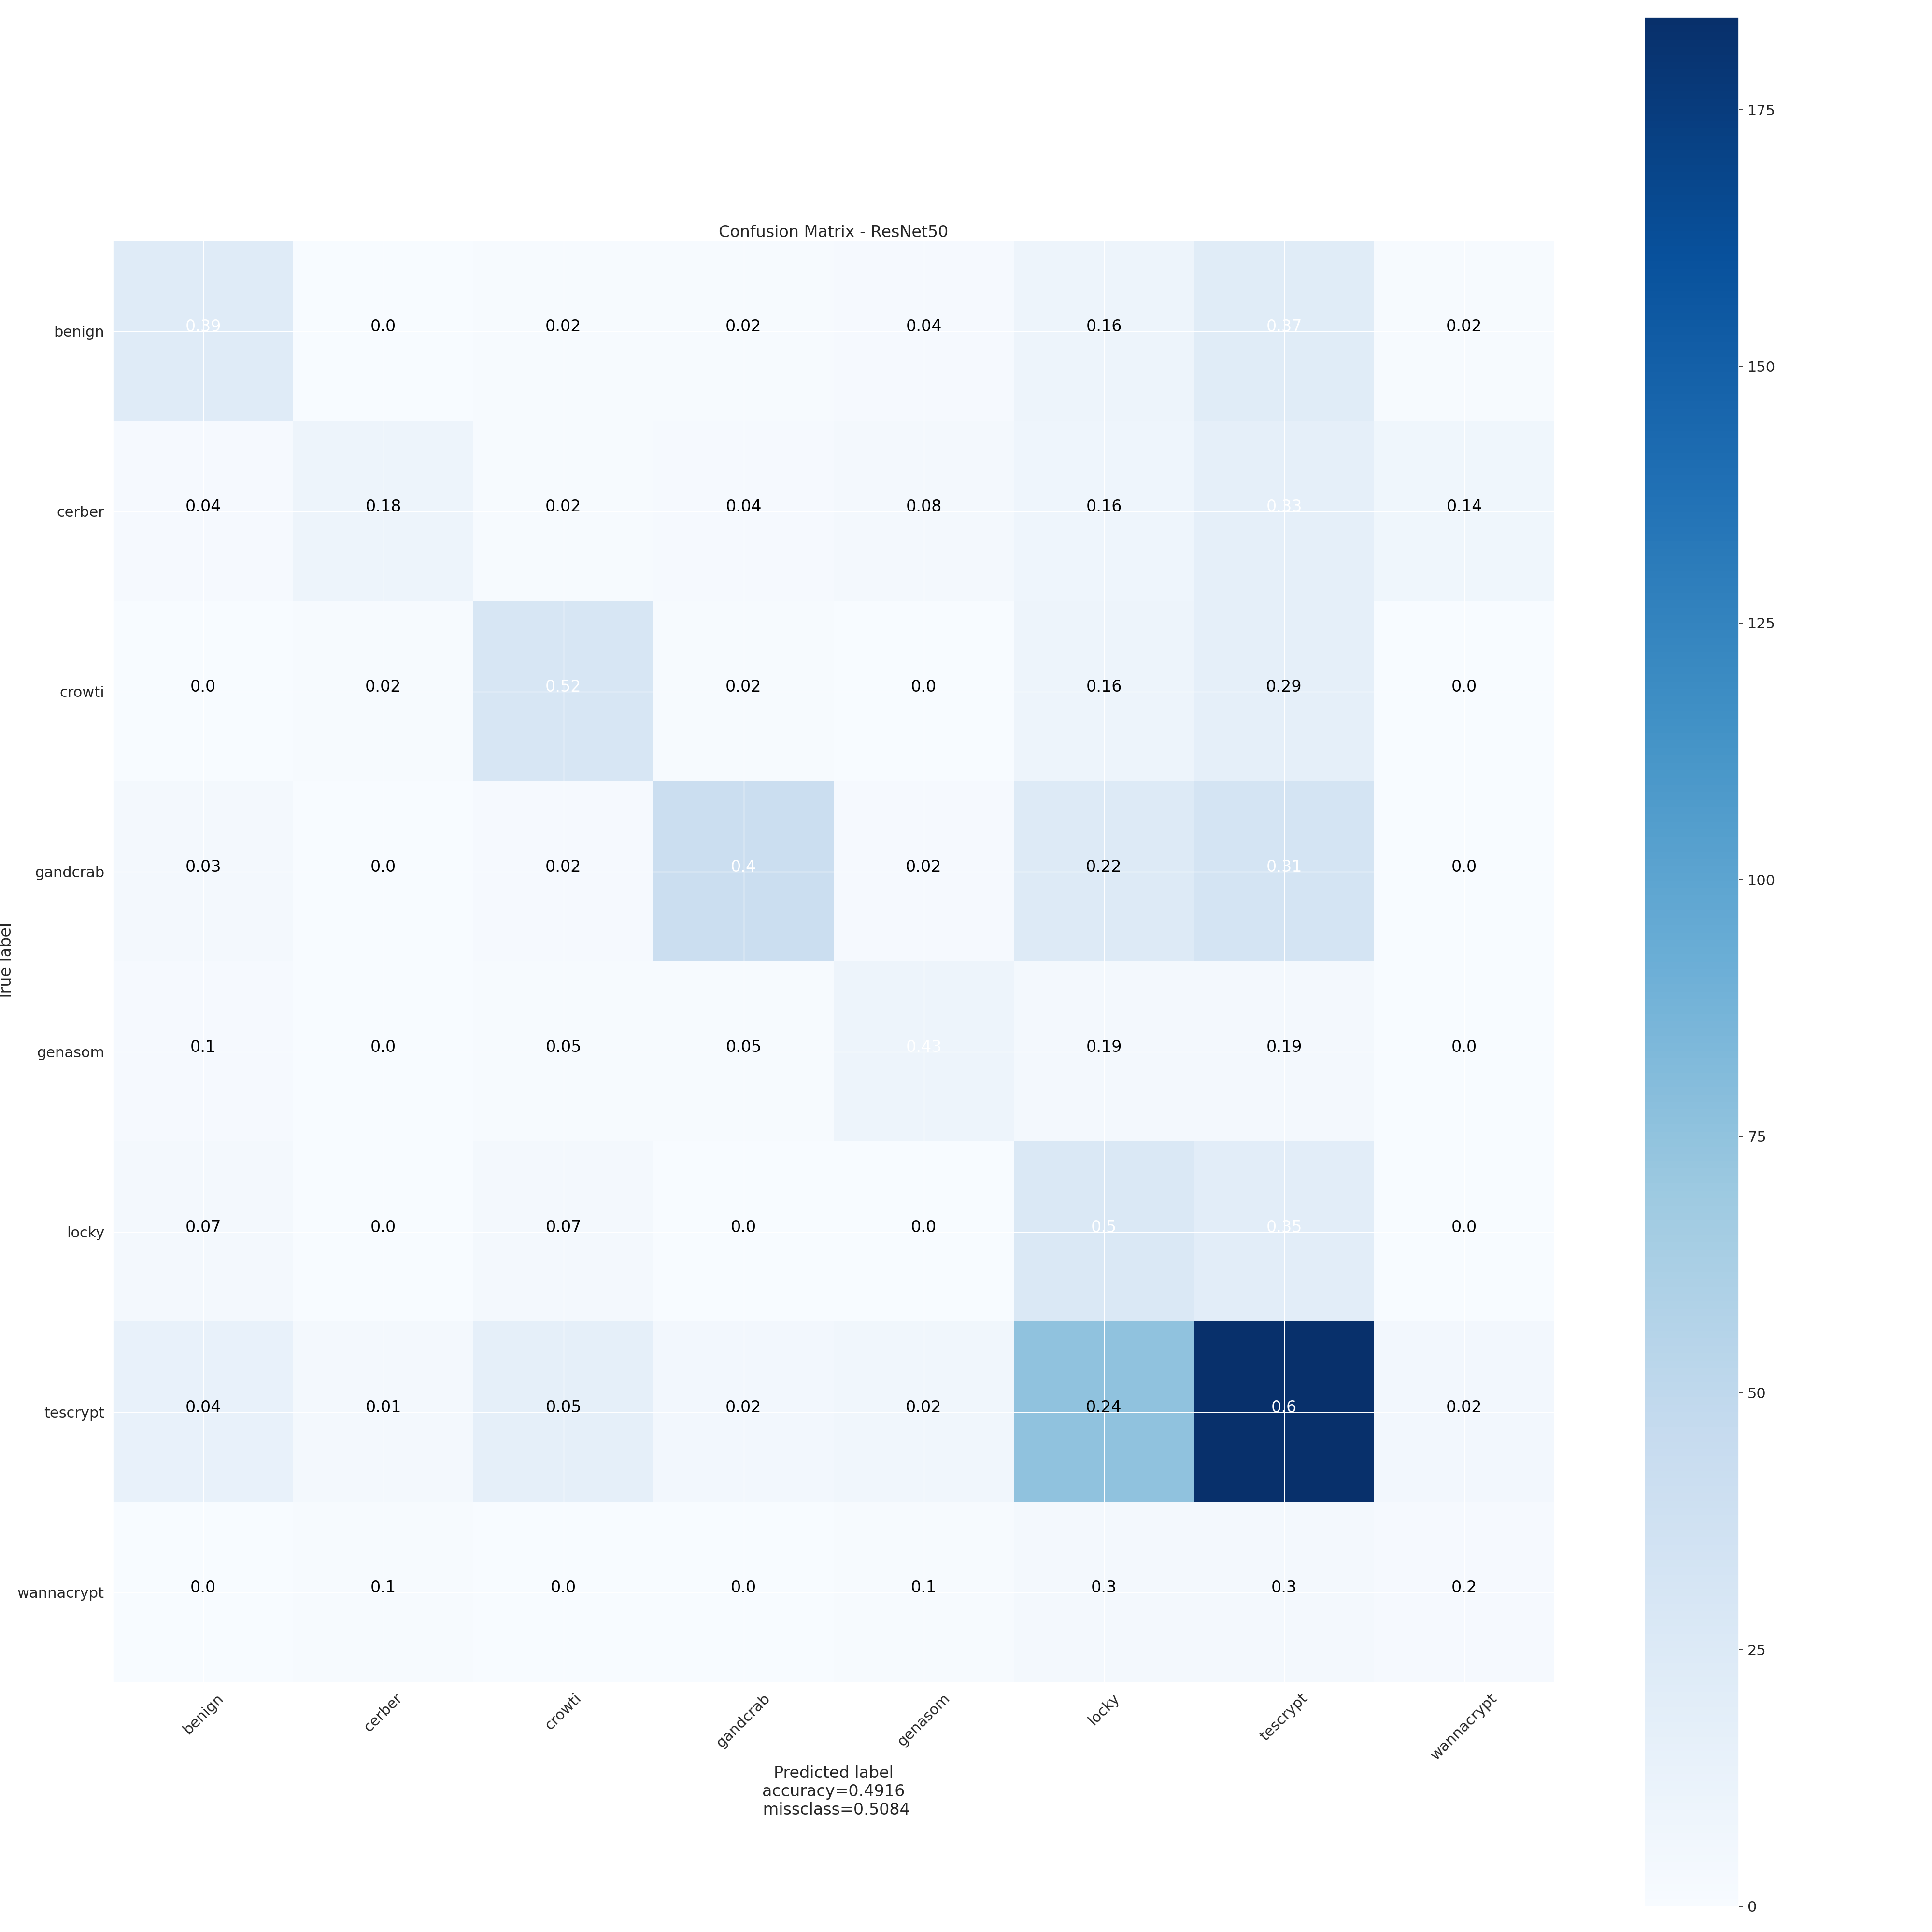 Confusion Matrix - ResNet50
benign 0.39 0.0 0.02 0.02 0.04 0.16 0.37 0.02
cerber 0.04 0.18 0.02 0.04 0.08 0.16 0.33 0.14
crowti 0.0 0.02 0.52 0.02 0.0 0.16 0.29 0.0
gandcrab 0.03 0.0 0.02 0.4 0.02 0.22 0.31 0.0
True label
genasom 0.1 0.0 0.05 0.05 0.43 0.19 0.19 0.0
locky 0.07 0.0 0.07 0.0 0.0 0.5 0.35 0.0
tescrypt 0.04 0.01 0.05 0.02 0.02 0.24 0.6 0.02
wannacrypt 0.0 0.1 0.0 0.0 0.1 0.3 0.3 0.2
benign cerber crowti gandcrab genasom locky tescrypt wannacrypt
Predicted label
accuracy=0.4916
missclass=0.5084
175
150
125
100
75
50
25
0